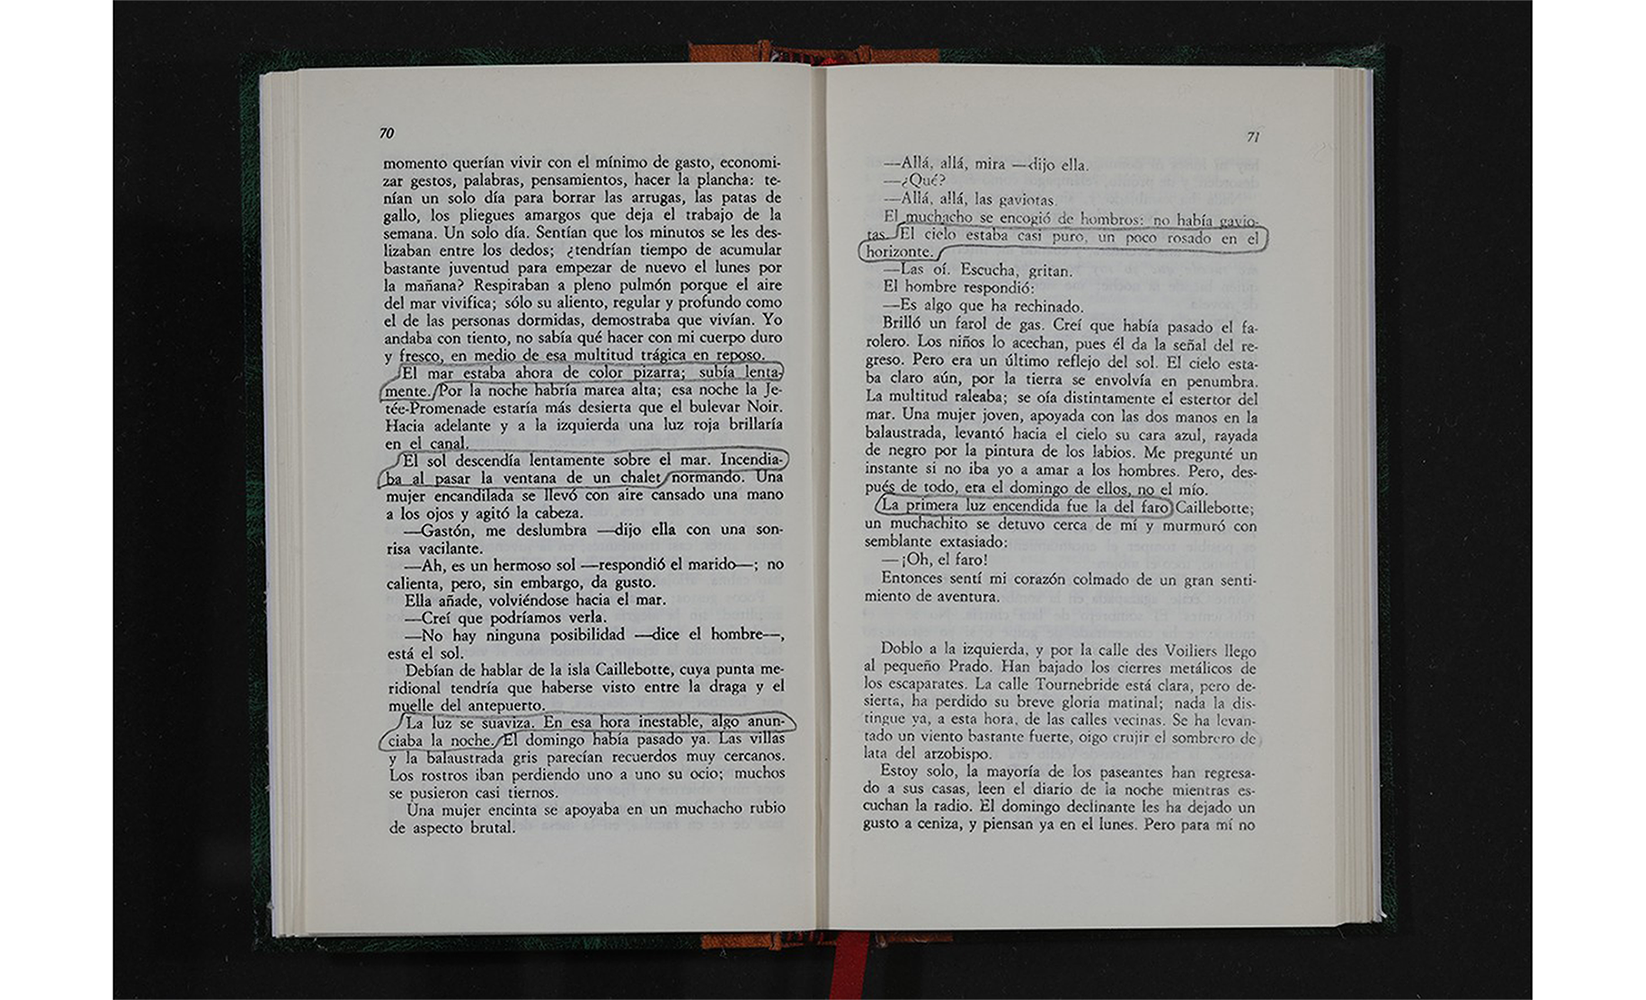 70
momento querían vivir con el mínimo de gasto, economi-
zar gestos, palabras, pensamientos, hacer la plancha: te-
nían un solo día para borrar las arrugas, las patas de
gallo, los pliegues amargos que deja el trabajo de la
semana. Un solo día. Sentían que los minutos se les des-
lizaban entre los dedos; ¿tendrían tiempo de acumular
bastante juventud para empezar de nuevo el lunes por
la mañana? Respiraban a pleno pulmón porque el aire
del mar vivifica; sólo su aliento, regular y profundo como
el de las personas dormidas, demostraba que vivían. Yo
andaba con tiento, no sabía qué hacer con mi cuerpo duro
y fresco, en medio de esa multitud trágica en reposo.
El mar estaba ahora de color pizarra; subía lenta-
mente. Por la noche habría marea alta; esa noche la Je-
tée-Promenade estaría más desierta que el bulevar Noir.
Hacia adelante y a la izquierda una luz roja brillaría
en el canal.
El sol descendía lentamente sobre el mar. Incendia-
ba al pasar la ventana de un chalet normando. Una
mujer encandilada se llevó con aire cansado una mano
a los ojos y agitó la cabeza.
—Gastón, me deslumbra —dijo ella con una son-
risa vacilante.
—Ah, es un hermoso sol —respondió el marido—; no
calienta, pero, sin embargo, da gusto.
Ella añade, volviéndose hacia el mar.
—Creí que podríamos verla.
—No hay ninguna posibilidad —dice el hombre—,
está el sol.
Debían de hablar de la isla Caillebotte, cuya punta me-
ridional tendría que haberse visto entre la draga y el
muelle del antepuerto.
La luz se suaviza. En esa hora inestable, algo anun-
ciaba la noche. El domingo había pasado ya. Las villas
y la balaustrada gris parecían recuerdos muy cercanos.
Los rostros iban perdiendo uno a uno su ocio; muchos
se pusieron casi tiernos.
Una mujer encinta se apoyaba en un muchacho rubio
de aspecto brutal.
71
—Allá, allá, mira —dijo ella.
—¿Qué?
—Allá, allá, las gaviotas.
El muchacho se encogió de hombros: no había gavio-
tas. El cielo estaba casi puro, un poco rosado en el
horizonte.
—Las oí. Escucha, gritan.
El hombre respondió:
—Es algo que ha rechinado.
Brilló un farol de gas. Creí que había pasado el fa-
rolero. Los niños lo acechan, pues él da la señal del re-
greso. Pero era un último reflejo del sol. El cielo esta-
ba claro aún, por la tierra se envolvía en penumbra.
La multitud raleaba; se oía distintamente el estertor del
mar. Una mujer joven, apoyada con las dos manos en la
balaustrada, levantó hacia el cielo su cara azul, rayada
de negro por la pintura de los labios. Me pregunté un
instante si no iba yo a amar a los hombres. Pero, des-
pués de todo, era el domingo de ellos, no el mío.
La primera luz encendida fue la del faro Caillebotte;
un muchachito se detuvo cerca de mí y murmuró con
semblante extasiado:
—¡Oh, el faro!
Entonces sentí mi corazón colmado de un gran senti-
miento de aventura.
Doblo a la izquierda, y por la calle des Voiliers llego
al pequeño Prado. Han bajado los cierres metálicos de
los escaparates. La calle Tournebride está clara, pero de-
sierta, ha perdido su breve gloria matinal; nada la dis-
tingue ya, a esta hora, de las calles vecinas. Se ha levan-
tado un viento bastante fuerte, oigo crujir el sombrero de
lata del arzobispo.
Estoy solo, la mayoría de los paseantes han regresa-
do a sus casas, leen el diario de la noche mientras es-
cuchan la radio. El domingo declinante les ha dejado un
gusto a ceniza, y piensan ya en el lunes. Pero para mí no